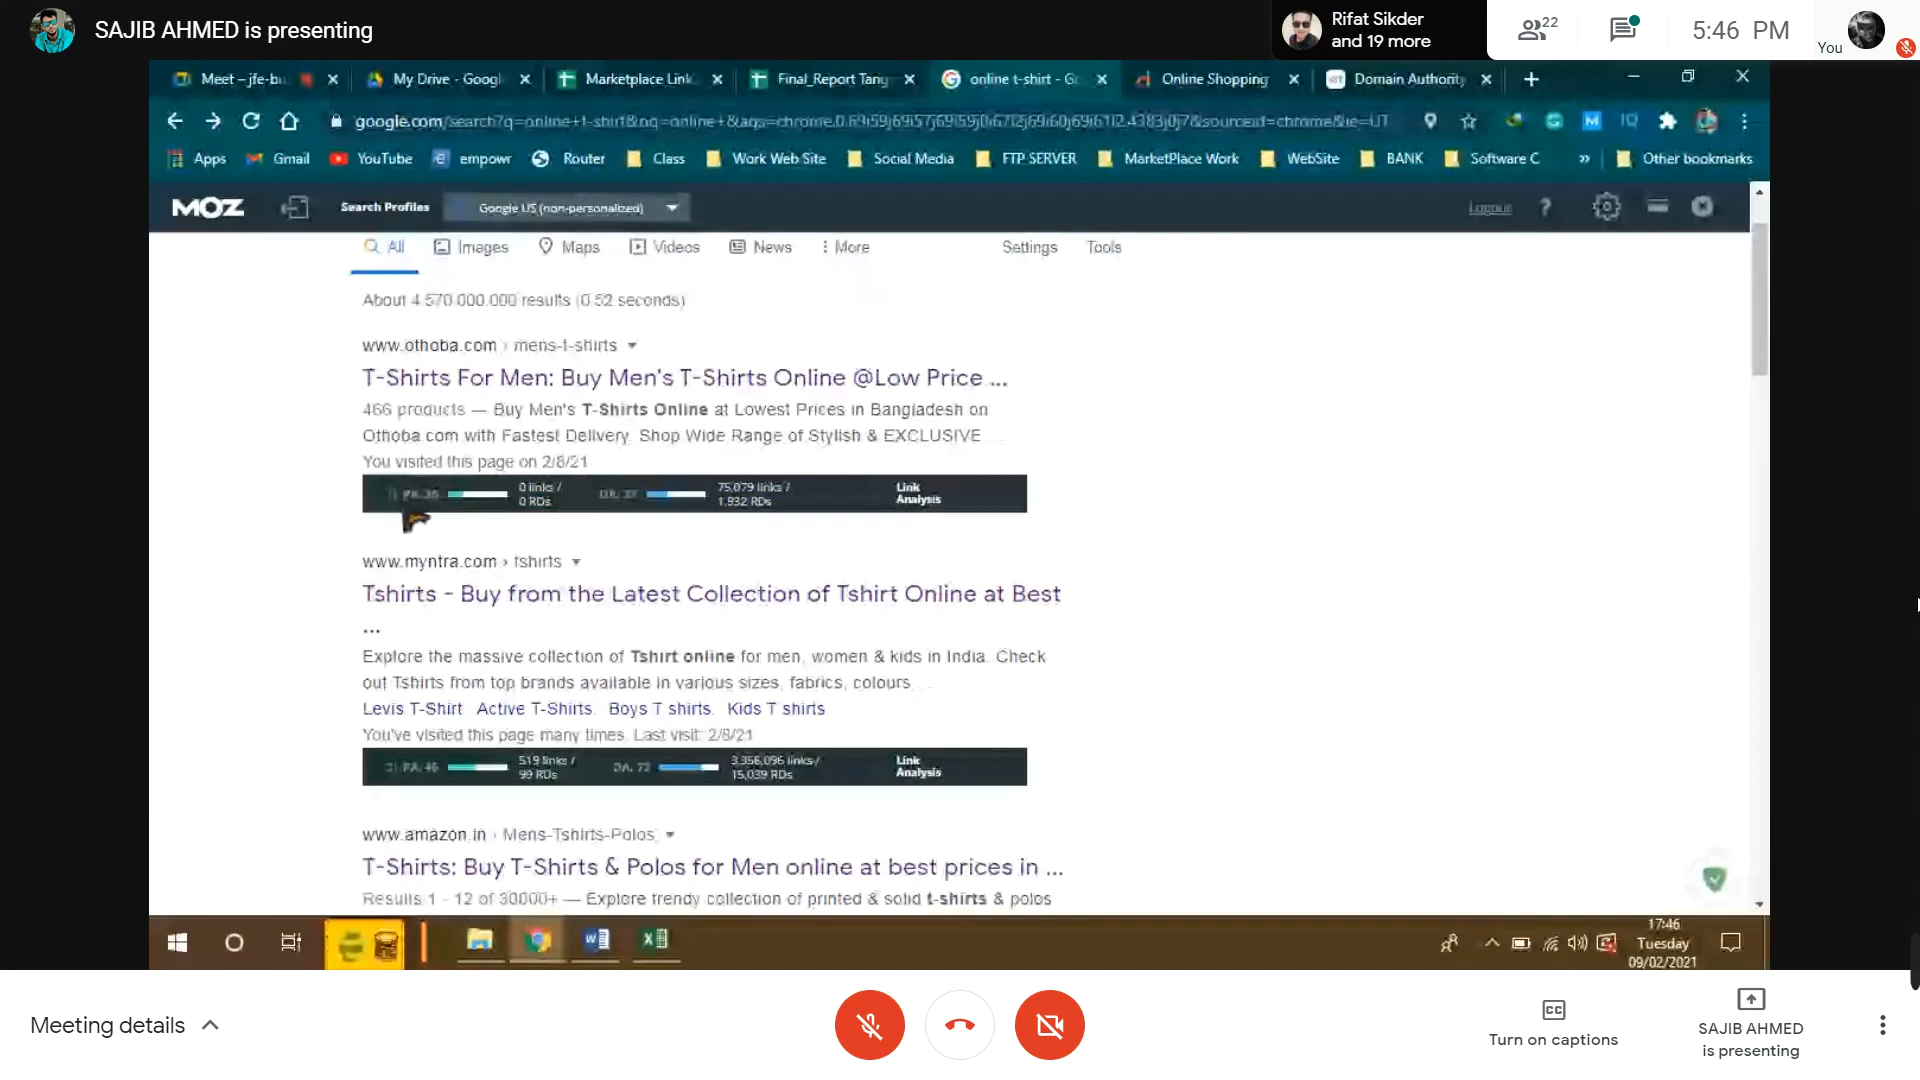 SAJIB AHMED is presenting
Rifat Sikder
and 19 more
22
5:46 PM
You
Meet – jfe-bu
My Drive - Googl
Marketplace Link
Final_Report Tariq
online t-shirt - Go
Online Shopping
Domain Authority
Apps
Gmail
YouTube
empowr
Router
Class
Work Web Site
Social Media
FTP SERVER
MarketPlace Work
WebSite
BANK
Software C
»
Other bookmarks
MOZ
Search Profiles
Google US (non-personalized)
Logout
?
All
Images
Maps
Videos
News
More
Settings
Tools
About 4 570 000 000 results (0 52 seconds)
www.othoba.com › mens-t-shirts
T-Shirts For Men: Buy Men's T-Shirts Online @Low Price ...
466 products — Buy Men's T-Shirts Online at Lowest Prices in Bangladesh on
Othoba com with Fastest Delivery. Shop Wide Range of Stylish & EXCLUSIVE ...
You visited this page on 2/8/21
0 links /
0 RDs
75,079 links /
1,932 RDs
Link
Analysis
www.myntra.com › tshirts
Tshirts - Buy from the Latest Collection of Tshirt Online at Best
...
Explore the massive collection of Tshirt online for men, women & kids in India. Check
out Tshirts from top brands available in various sizes, fabrics, colours ...
Levis T-Shirt · Active T-Shirts · Boys T shirts · Kids T shirts
You've visited this page many times. Last visit: 2/8/21
PA: 46
519 links /
99 RDs
DA: 72
3,356,096 links /
15,039 RDs
Link
Analysis
www.amazon.in › Mens-Tshirts-Polos
T-Shirts: Buy T-Shirts & Polos for Men online at best prices in ...
Results 1 - 12 of 30000+ — Explore trendy collection of printed & solid t-shirts & polos
17:46
Tuesday
09/02/2021
Meeting details
CC
Turn on captions
SAJIB AHMED
is presenting